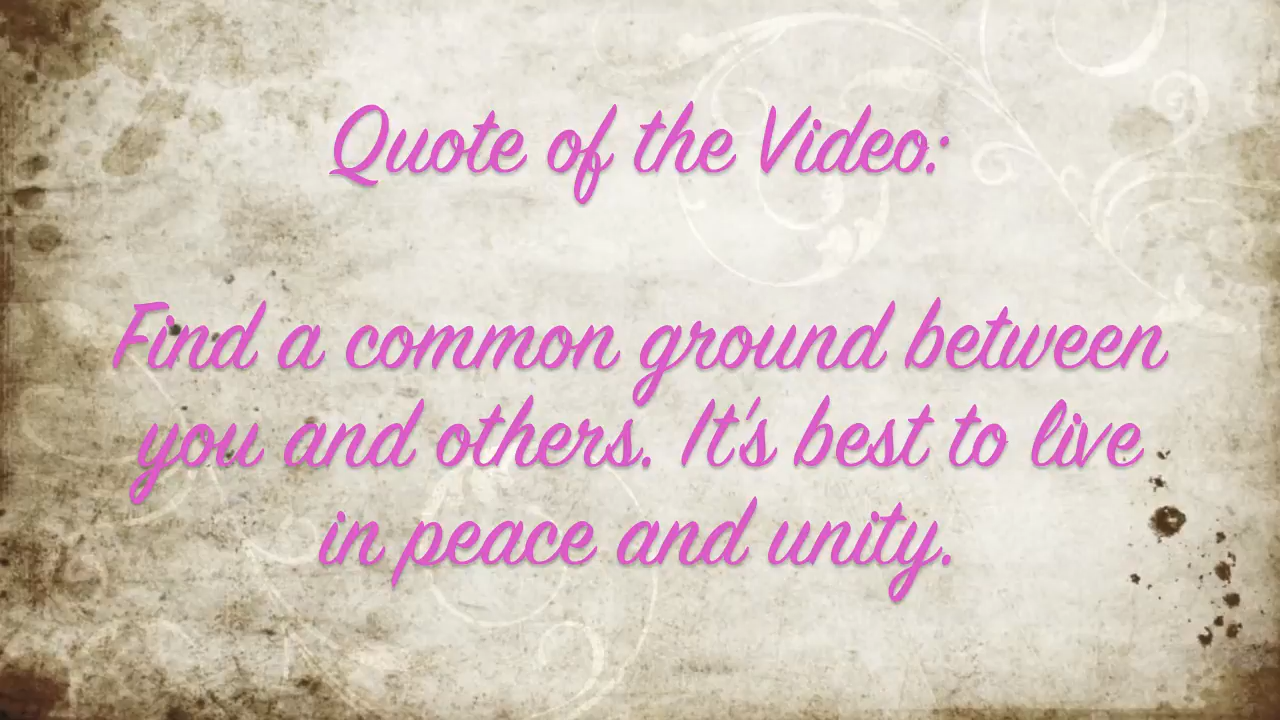 Quote of the Video:
Find a common ground between
you and others. It's best to live
in peace and unity.